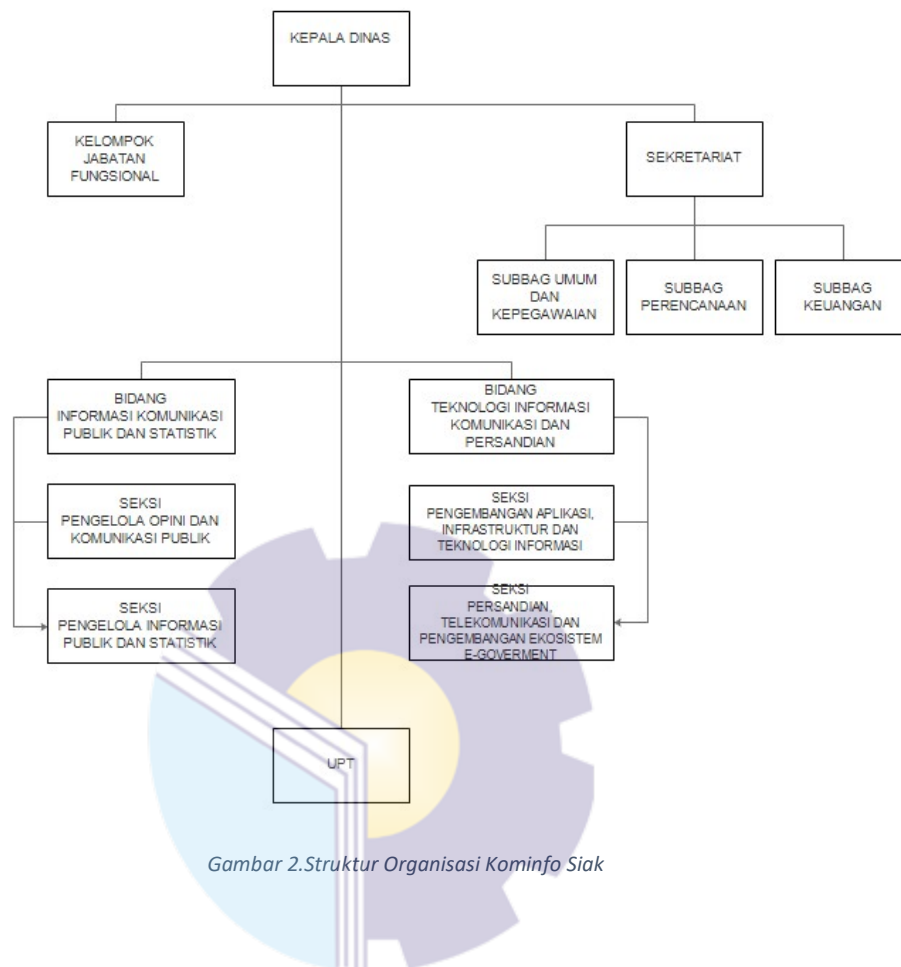 KEPALA DINAS
KELOMPOK
JABATAN
FUNGSIONAL
SEKRETARIAT
SUBBAG UMUM
DAN
KEPEGAWAIAN
SUBBAG
PERENCANAAN
SUBBAG
KEUANGAN
BIDANG
INFORMASI KOMUNIKASI
PUBLIK DAN STATISTIK
BIDANG
TEKNOLOGI INFORMASI
KOMUNIKASI DAN
PERSANDIAN
SEKSI
PENGELOLA OPINI DAN
KOMUNIKASI PUBLIK
SEKSI
PENGEMBANGAN APLIKASI,
INFRASTRUKTUR DAN
TEKNOLOGI INFORMASI
SEKSI
PENGELOLA INFORMASI
PUBLIK DAN STATISTIK
SEKSI
PERSANDIAN,
TELEKOMUNIKASI DAN
PENGEMBANGAN EKOSISTEM
E-GOVERMENT
UPT
Gambar 2.Struktur Organisasi Kominfo Siak